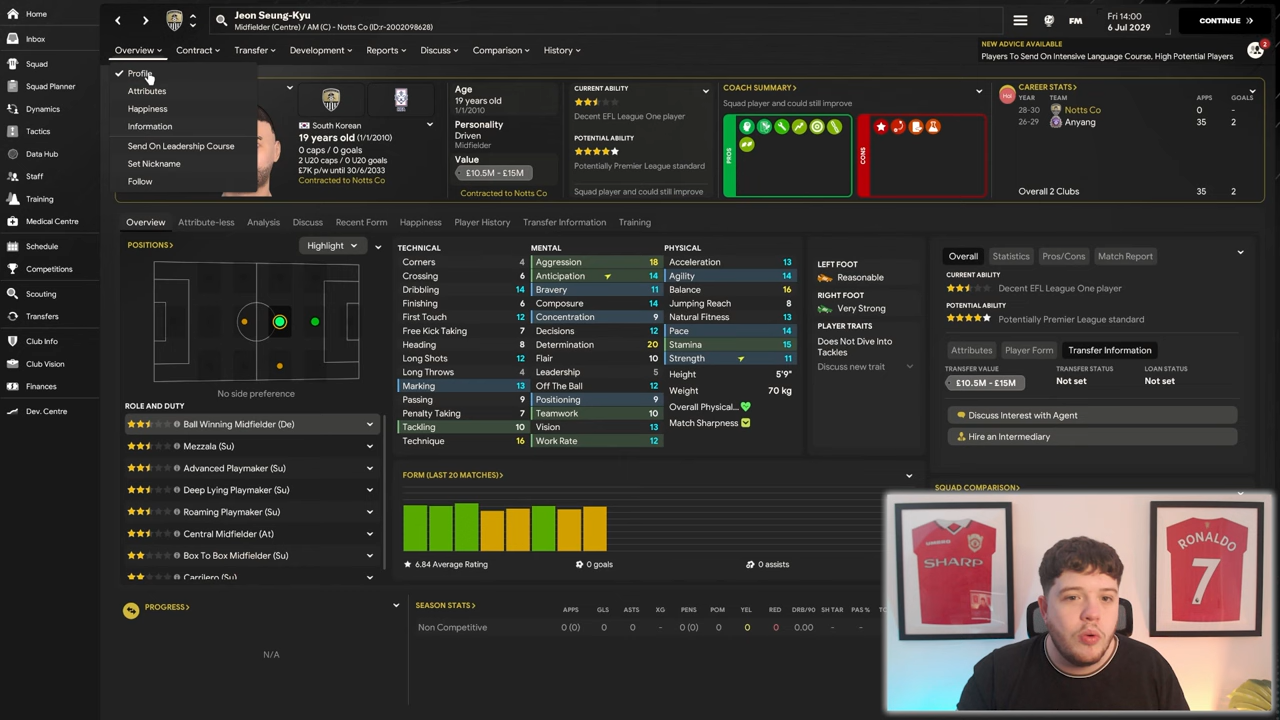 Home
Inbox
Squad
Squad Planner
Dynamics
Tactics
Data Hub
Staff
Training
Medical Centre
Schedule
Competitions
Scouting
Transfers
Club Info
Club Vision
Finances
Dev. Centre
Jeon Seung-Kyu
Midfielder (Centre) / AM (C) - Notts Co (ID:r-2002098628)
FM
Fri 14:00
6 Jul 2029
CONTINUE
Overview Contract Transfer Development Reports Discuss Comparison History
NEW ADVICE AVAILABLE
Players To Send On Intensive Language Course, High Potential Players
2
Profile
Attributes
Happiness
Information
Send On Leadership Course
Set Nickname
Follow
South Korean
19 years old (1/1/2010)
0 caps / 0 goals
2 U20 caps / 0 U20 goals
£7K p/w until 30/6/2033
Contracted to Notts Co
Age
19 years old
1/1/2010
Personality
Driven
Midfielder
Value
£10.5M - £15M
Contracted to Notts Co
CURRENT ABILITY
Decent EFL League One player
POTENTIAL ABILITY
Potentially Premier League standard
Squad player and could still improve
COACH SUMMARY
Squad player and could still improve
PROS
CONS
Hol
CAREER STATS
YEAR TEAM APPS GOALS
28-30 Notts Co 0 -
26-29 Anyang 35 2
Overall 2 Clubs 35 2
Overview Attribute-less Analysis Discuss Recent Form Happiness Player History Transfer Information Training
POSITIONS
Highlight
No side preference
ROLE AND DUTY
Ball Winning Midfielder (De)
Mezzala (Su)
Advanced Playmaker (Su)
Deep Lying Playmaker (Su)
Roaming Playmaker (Su)
Central Midfielder (At)
Box To Box Midfielder (Su)
Carrilero (Su)
TECHNICAL
Corners 4
Crossing 6
Dribbling 14
Finishing 6
First Touch 12
Free Kick Taking 7
Heading 8
Long Shots 12
Long Throws 4
Marking 13
Passing 9
Penalty Taking 7
Tackling 10
Technique 16
MENTAL
Aggression 18
Anticipation 14
Bravery 11
Composure 14
Concentration 9
Decisions 12
Determination 20
Flair 10
Leadership 5
Off The Ball 12
Positioning 9
Teamwork 10
Vision 13
Work Rate 12
PHYSICAL
Acceleration 13
Agility 14
Balance 16
Jumping Reach 8
Natural Fitness 13
Pace 14
Stamina 15
Strength 11
Height 5'9"
Weight 70 kg
Overall Physical...
Match Sharpness
LEFT FOOT
Reasonable
RIGHT FOOT
Very Strong
PLAYER TRAITS
Does Not Dive Into
Tackles
Discuss new trait
Overall Statistics Pros/Cons Match Report
CURRENT ABILITY
Decent EFL League One player
POTENTIAL ABILITY
Potentially Premier League standard
Attributes Player Form Transfer Information
TRANSFER VALUE TRANSFER STATUS LOAN STATUS
£10.5M - £15M Not set Not set
Discuss Interest with Agent
Hire an Intermediary
SQUAD COMPARISON
FORM (LAST 20 MATCHES)
6.84 Average Rating 0 goals 0 assists
PROGRESS
N/A
SEASON STATS APPS GLS ASTS XG PENS POM YEL RED DRB/90 SH TAR PAS %
Non Competitive 0 (0) 0 0 - 0 (0) 0 0 0 0.00 - -
SHARP
RONALDO
7